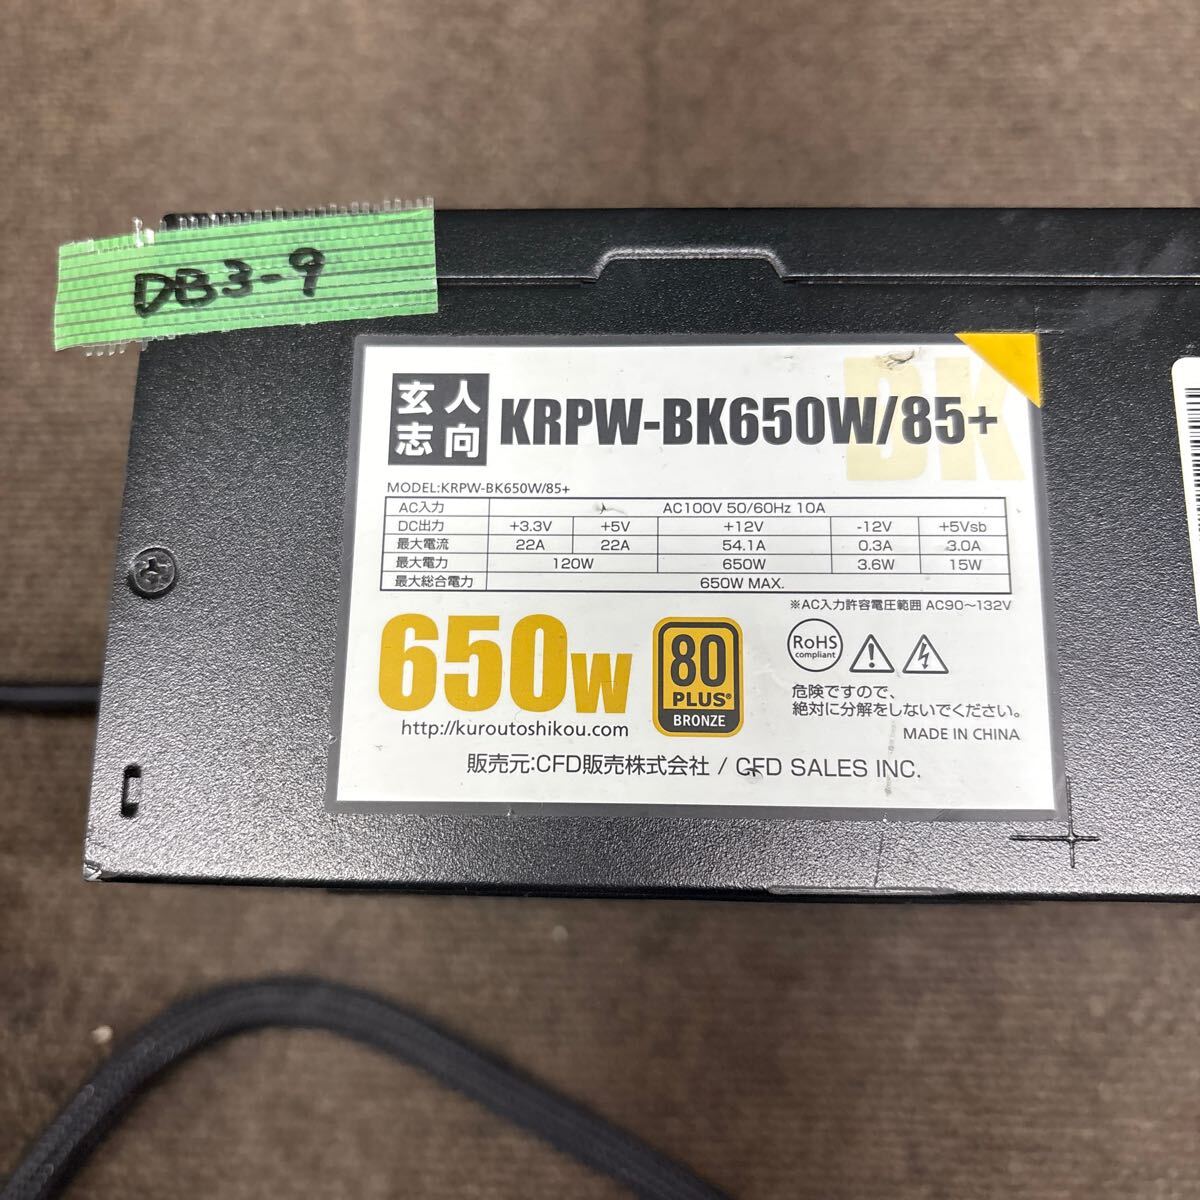 DB3-9
BK
玄人
志向
KRPW-BK650W/85+
MODEL:KRPW-BK650W/85+
AC入力 AC100V 50/60Hz 10A
DC出力 +3.3V +5V +12V -12V +5Vsb
最大電流 22A 22A 54.1A 0.3A 3.0A
最大電力 120W 650W 3.6W 15W
最大総合電力 650W MAX.
※AC入力許容電圧範囲 AC90～132V
650W
80
PLUS®
BRONZE
RoHS
compliant
危険ですので、
絶対に分解をしないでください。
http://kuroutoshikou.com
MADE IN CHINA
販売元:CFD販売株式会社 / CFD SALES INC.